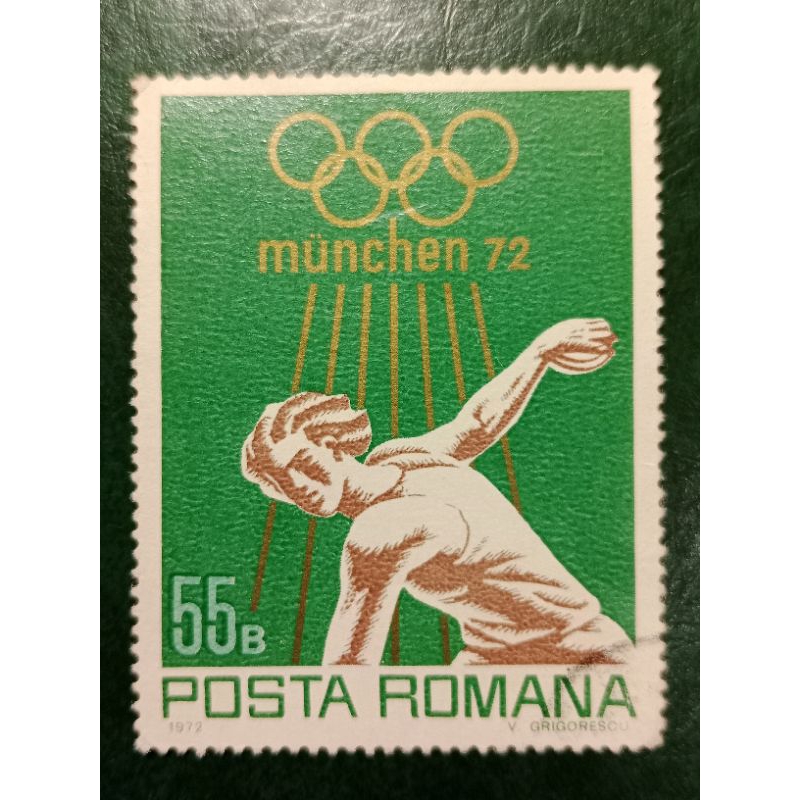 münchen 72
55B
POSTA ROMANA
1972 V. GRIGORESCU